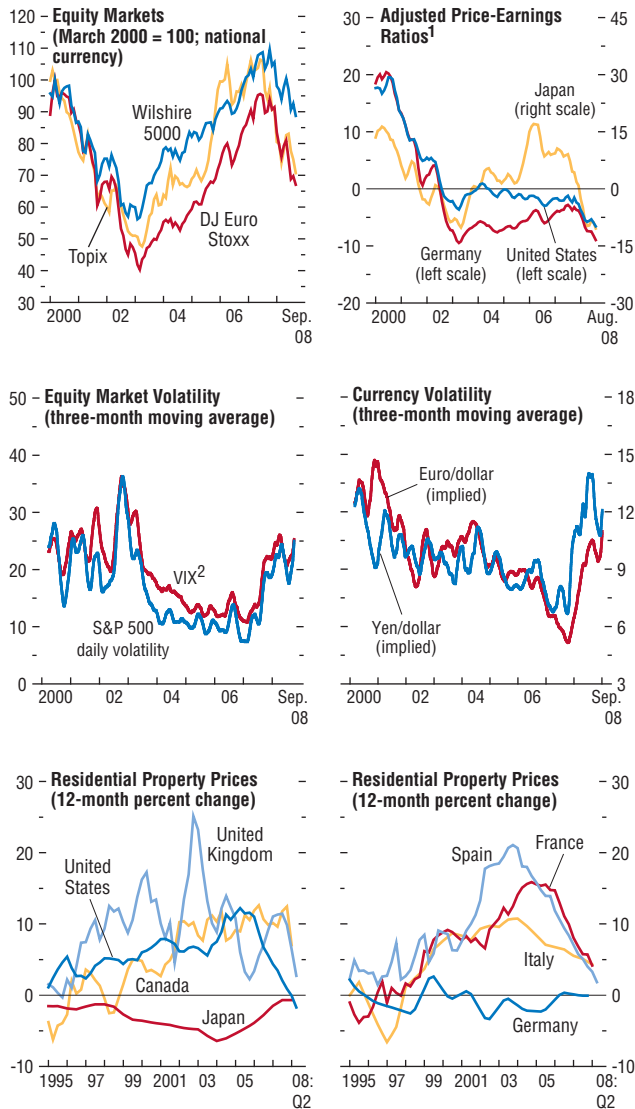 Equity Markets
(March 2000 = 100; national
currency)
120
110
100
90
80
70
60
50
40
30
Wilshire
5000
Topix
DJ Euro
Stoxx
2000
02
04
06
Sep.
08
Adjusted Price-Earnings
Ratios1
30
20
10
0
-10
-20
45
30
15
0
-15
-30
Japan
(right scale)
Germany
(left scale)
United States
(left scale)
2000
02
04
06
Aug.
08
Equity Market Volatility
(three-month moving average)
50
40
30
20
10
0
VIX2
S&P 500
daily volatility
2000
02
04
06
Sep.
08
Currency Volatility
(three-month moving average)
18
15
12
9
6
3
Euro/dollar
(implied)
Yen/dollar
(implied)
2000
02
04
06
Sep.
08
Residential Property Prices
(12-month percent change)
30
20
10
0
-10
United
Kingdom
United
States
Canada
Japan
1995
97
99
2001
03
05
08:
Q2
Residential Property Prices
(12-month percent change)
30
20
10
0
-10
Spain
France
Italy
Germany
1995
97
99
2001
03
05
08:
Q2